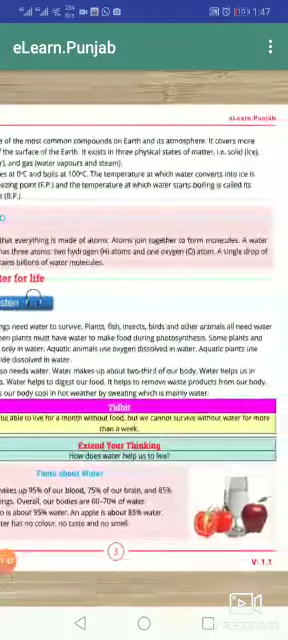 1:47
eLearn.Punjab
eLearn.Punjab
e of the most common compounds on Earth and its atmosphere. It covers more
f the surface of the Earth. It exists in three physical states of matter, i.e. solid (ice),
r), and gas (water vapours and steam).
es at 0°C and boils at 100°C. The temperature at which water converts into ice is
ezing point (F.P.) and the temperature at which water starts boiling is called its
t (B.P.).
that everything is made of atoms. Atoms join together to form molecules. A water
has three atoms: two hydrogen (H) atoms and one oxygen (O) atom. A single drop of
tains billions of water molecules.
ter for life
sten
ngs need water to survive. Plants, fish, insects, birds and other animals all need water
en plants must have water to make food during photosynthesis. Some plants and
only in water. Aquatic animals use oxygen dissolved in water. Aquatic plants use
ide dissolved in water.
so needs water. Water makes up about two-third of our body. Water helps us in
s. Water helps to digest our food. It helps to remove waste products from our body.
s our body cool in hot weather by sweating which is mainly water.
Tidbit
be able to live for a month without food, but we cannot survive without water for more
than a week.
Extend Your Thinking
How does water help us to live?
Facts about Water
makes up 95% of our blood, 75% of our brain, and 85%
ngs. Overall, our bodies are 60-70% of water.
o is about 95% water. An apple is about 85% water.
ter has no colour, no taste and no smell.
3
1:47
V: 1.1
RECORDER